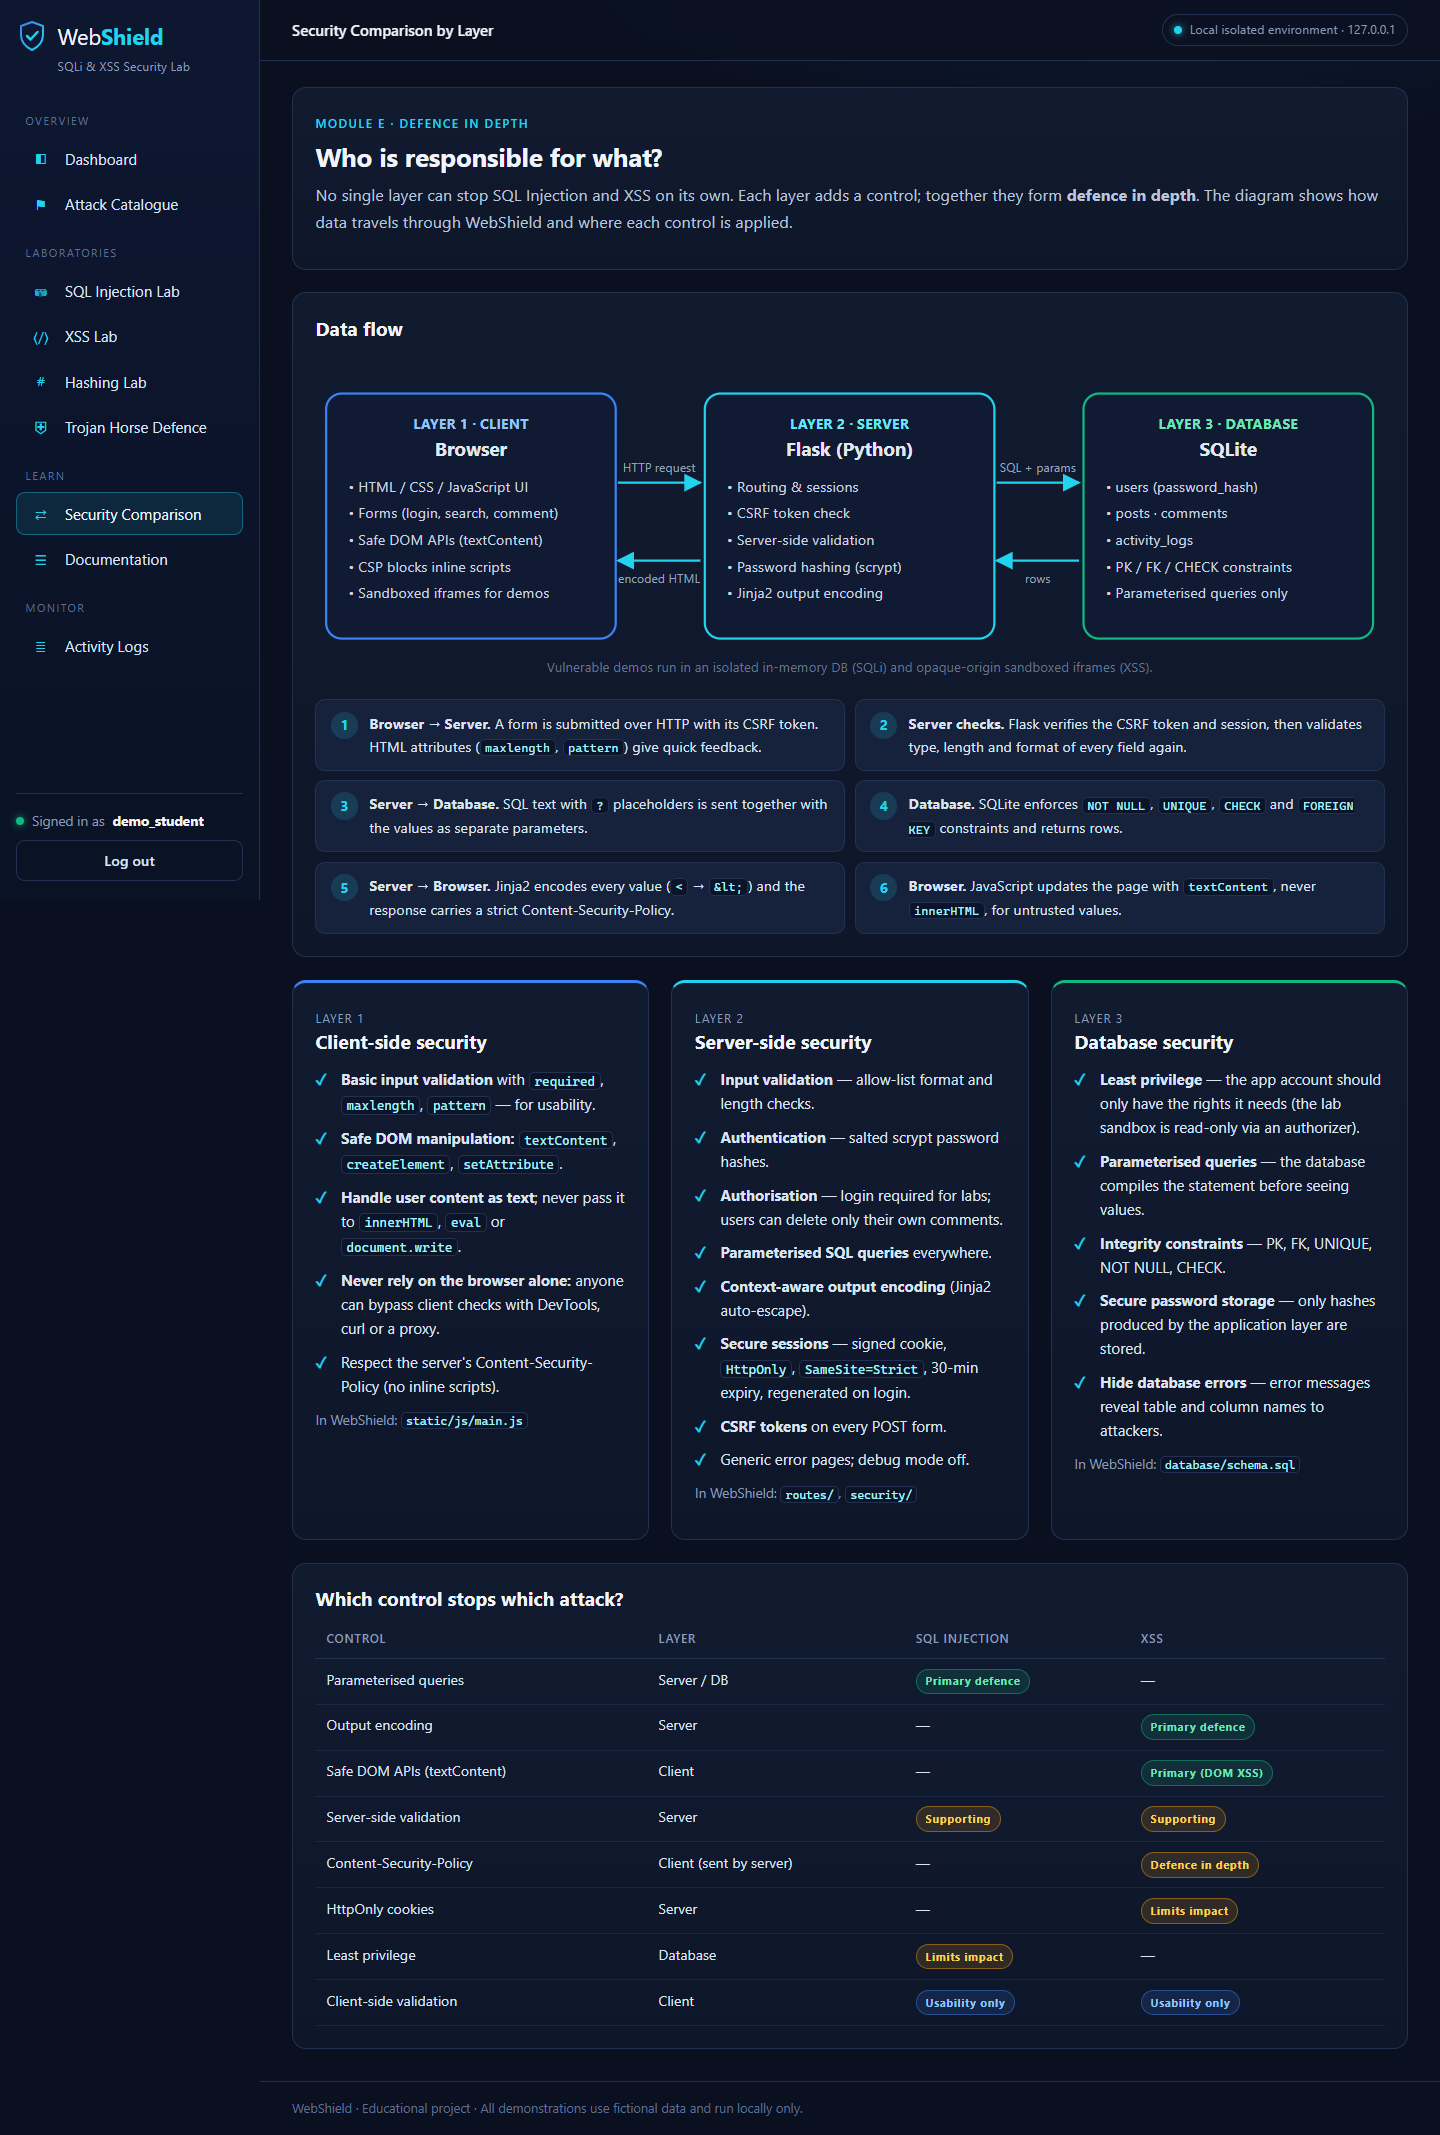 WebShield
SQLi & XSS Security Lab
OVERVIEW
Dashboard
Attack Catalogue
LABORATORIES
SQL Injection Lab
XSS Lab
Hashing Lab
Trojan Horse Defence
LEARN
Security Comparison
Documentation
MONITOR
Activity Logs
Signed in as demo_student
Log out
Security Comparison by Layer
Local isolated environment · 127.0.0.1
MODULE E · DEFENCE IN DEPTH
Who is responsible for what?
No single layer can stop SQL Injection and XSS on its own. Each layer adds a control; together they form defence in depth. The diagram shows how
data travels through WebShield and where each control is applied.
Data flow
LAYER 1 · CLIENT
Browser
• HTML / CSS / JavaScript UI
• Forms (login, search, comment)
• Safe DOM APIs (textContent)
• CSP blocks inline scripts
• Sandboxed iframes for demos
HTTP request
encoded HTML
LAYER 2 · SERVER
Flask (Python)
• Routing & sessions
• CSRF token check
• Server-side validation
• Password hashing (scrypt)
• Jinja2 output encoding
SQL + params
rows
LAYER 3 · DATABASE
SQLite
• users (password_hash)
• posts · comments
• activity_logs
• PK / FK / CHECK constraints
• Parameterised queries only
Vulnerable demos run in an isolated in-memory DB (SQLi) and opaque-origin sandboxed iframes (XSS).
1 Browser → Server. A form is submitted over HTTP with its CSRF token.
HTML attributes ( maxlength , pattern ) give quick feedback.
2 Server checks. Flask verifies the CSRF token and session, then validates
type, length and format of every field again.
3 Server → Database. SQL text with ? placeholders is sent together with
the values as separate parameters.
4 Database. SQLite enforces NOT NULL , UNIQUE , CHECK and FOREIGN
KEY constraints and returns rows.
5 Server → Browser. Jinja2 encodes every value ( < → &lt; ) and the
response carries a strict Content-Security-Policy.
6 Browser. JavaScript updates the page with textContent , never
innerHTML , for untrusted values.
LAYER 1
Client-side security
✓ Basic input validation with required ,
maxlength , pattern — for usability.
✓ Safe DOM manipulation: textContent ,
createElement , setAttribute .
✓ Handle user content as text; never pass it
to innerHTML , eval or
document.write .
✓ Never rely on the browser alone: anyone
can bypass client checks with DevTools,
curl or a proxy.
✓ Respect the server's Content-Security-
Policy (no inline scripts).
In WebShield: static/js/main.js
LAYER 2
Server-side security
✓ Input validation — allow-list format and
length checks.
✓ Authentication — salted scrypt password
hashes.
✓ Authorisation — login required for labs;
users can delete only their own comments.
✓ Parameterised SQL queries everywhere.
✓ Context-aware output encoding (Jinja2
auto-escape).
✓ Secure sessions — signed cookie,
HttpOnly , SameSite=Strict , 30-min
expiry, regenerated on login.
✓ CSRF tokens on every POST form.
✓ Generic error pages; debug mode off.
In WebShield: routes/ , security/
LAYER 3
Database security
✓ Least privilege — the app account should
only have the rights it needs (the lab
sandbox is read-only via an authorizer).
✓ Parameterised queries — the database
compiles the statement before seeing
values.
✓ Integrity constraints — PK, FK, UNIQUE,
NOT NULL, CHECK.
✓ Secure password storage — only hashes
produced by the application layer are
stored.
✓ Hide database errors — error messages
reveal table and column names to
attackers.
In WebShield: database/schema.sql
Which control stops which attack?
CONTROL LAYER SQL INJECTION XSS
Parameterised queries Server / DB Primary defence —
Output encoding Server — Primary defence
Safe DOM APIs (textContent) Client — Primary (DOM XSS)
Server-side validation Server Supporting Supporting
Content-Security-Policy Client (sent by server) — Defence in depth
HttpOnly cookies Server — Limits impact
Least privilege Database Limits impact —
Client-side validation Client Usability only Usability only
WebShield · Educational project · All demonstrations use fictional data and run locally only.